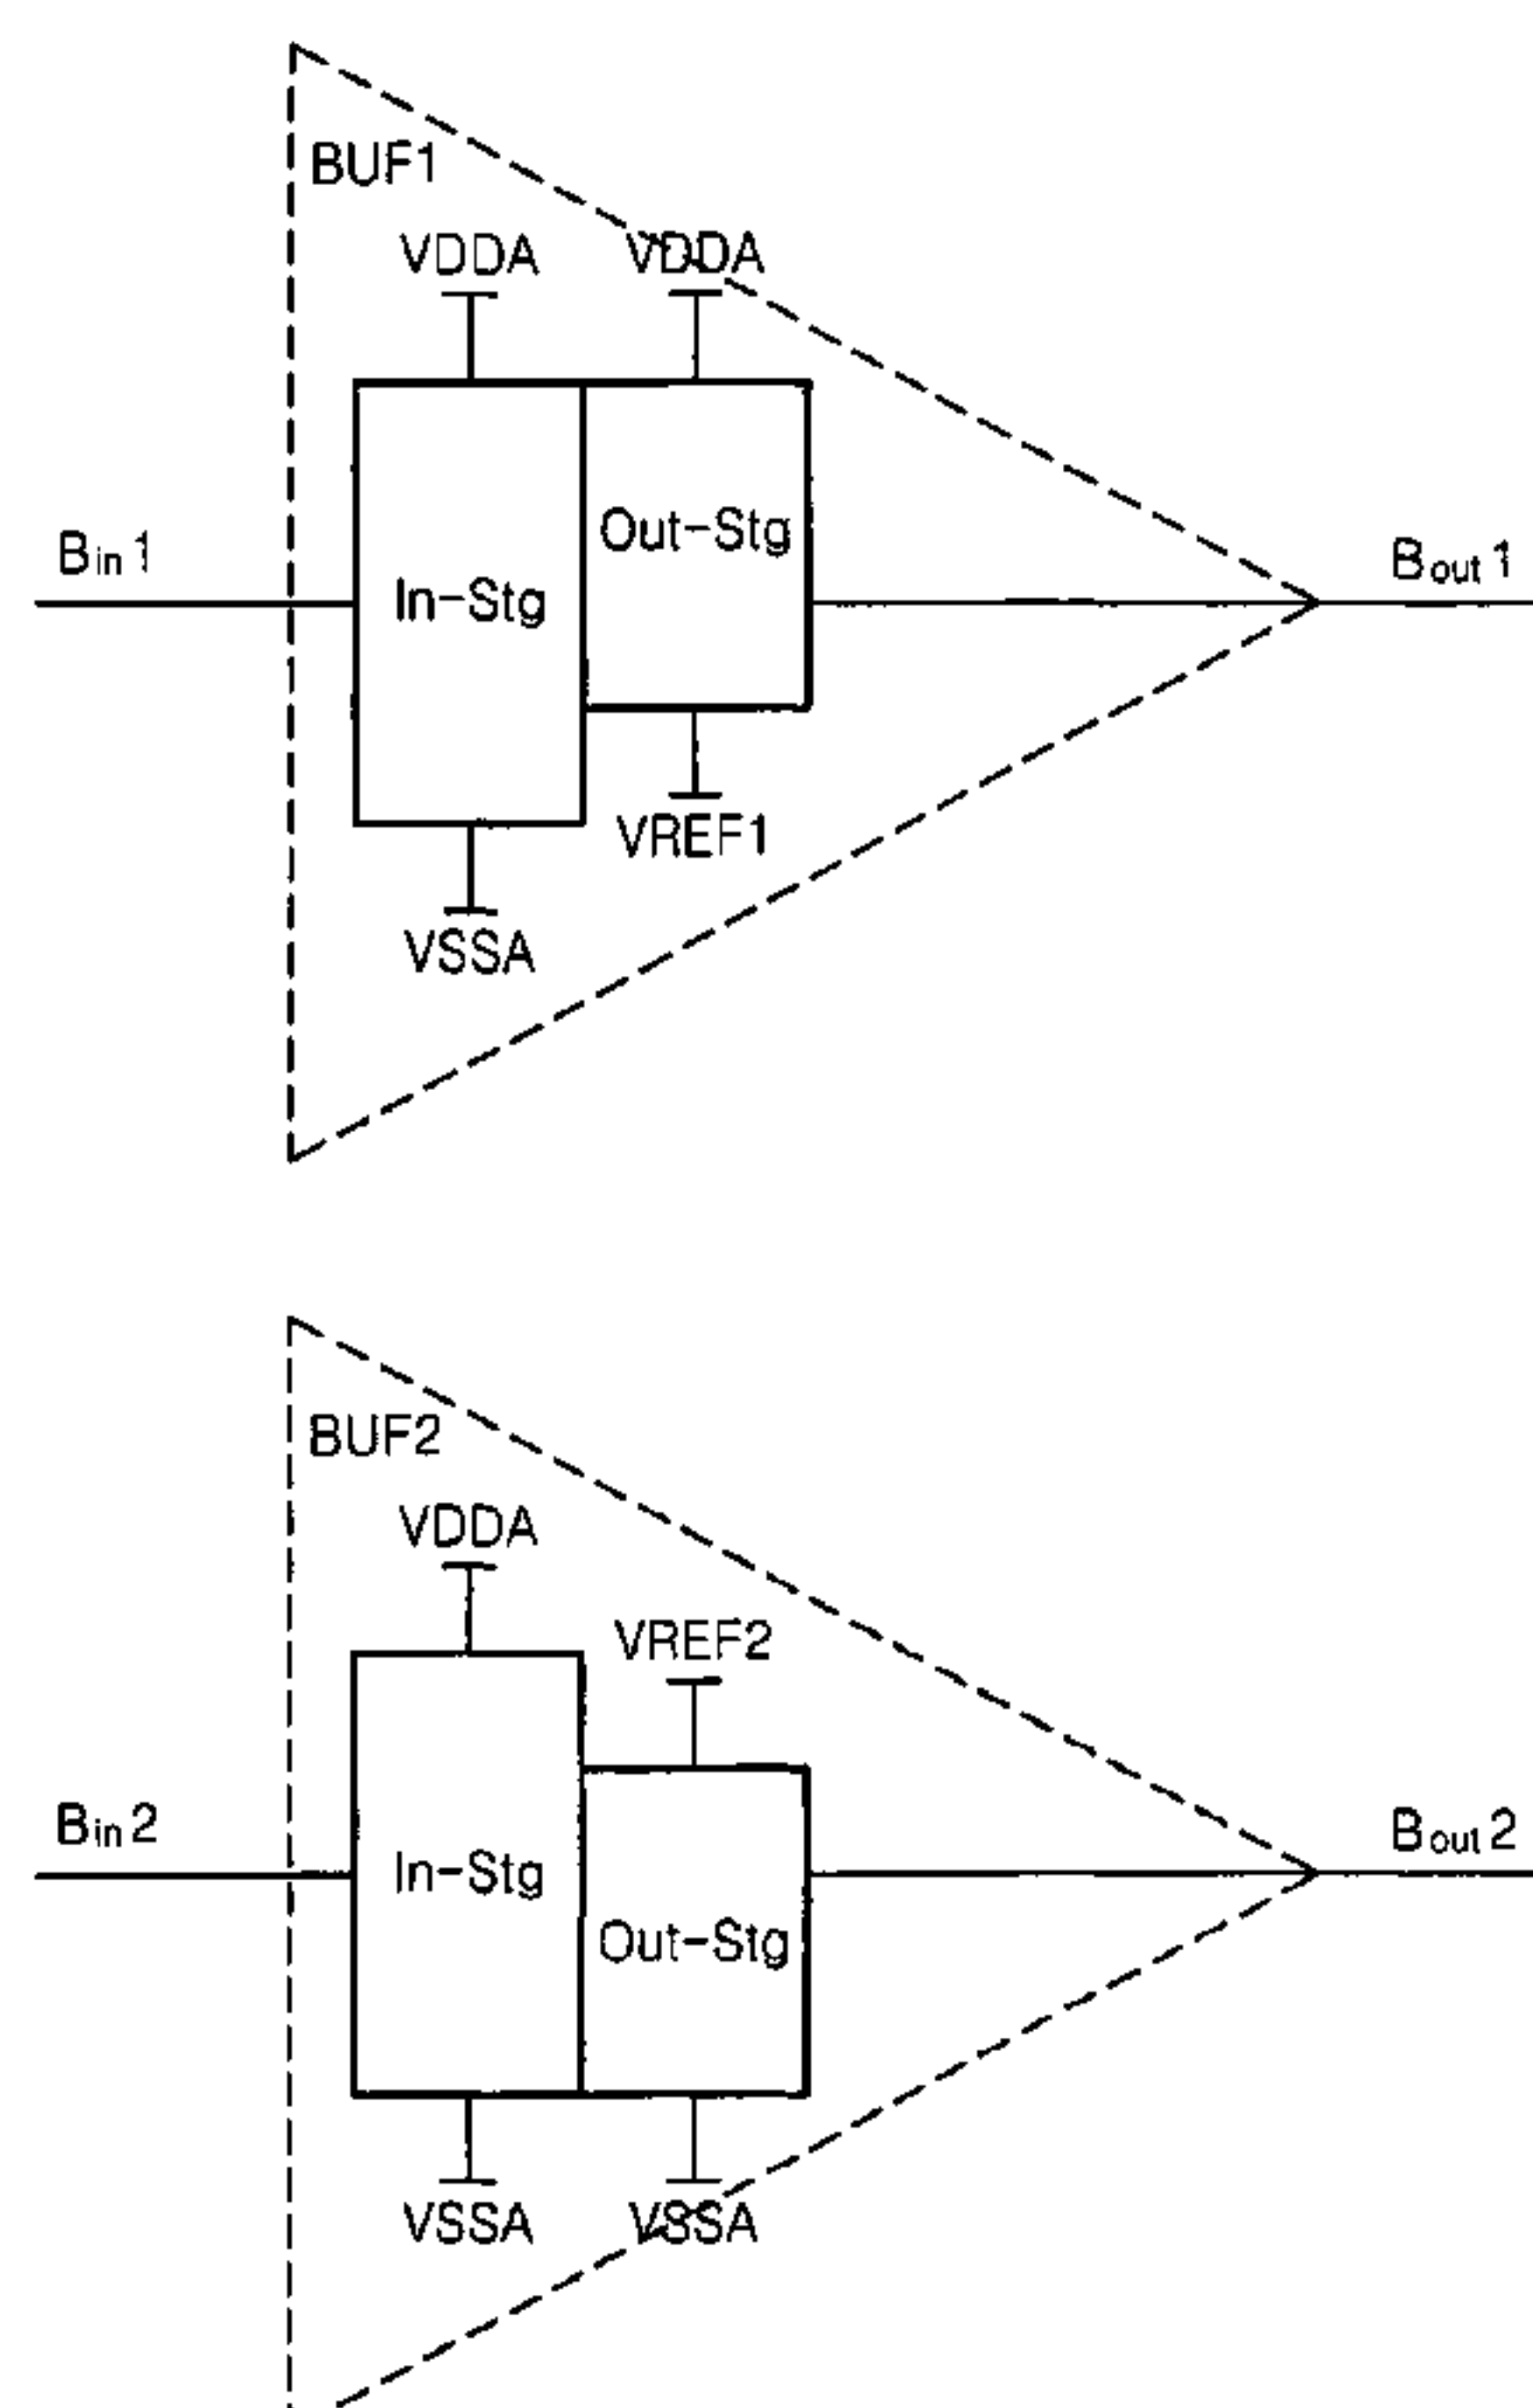 BUF1
VDDA VDDA
Bin1
In-Stg
Out-Stg
Bout1
VREF1
VSSA
BUF2
VDDA
VREF2
Bin2
In-Stg
Out-Stg
Bout2
VSSA VSSA